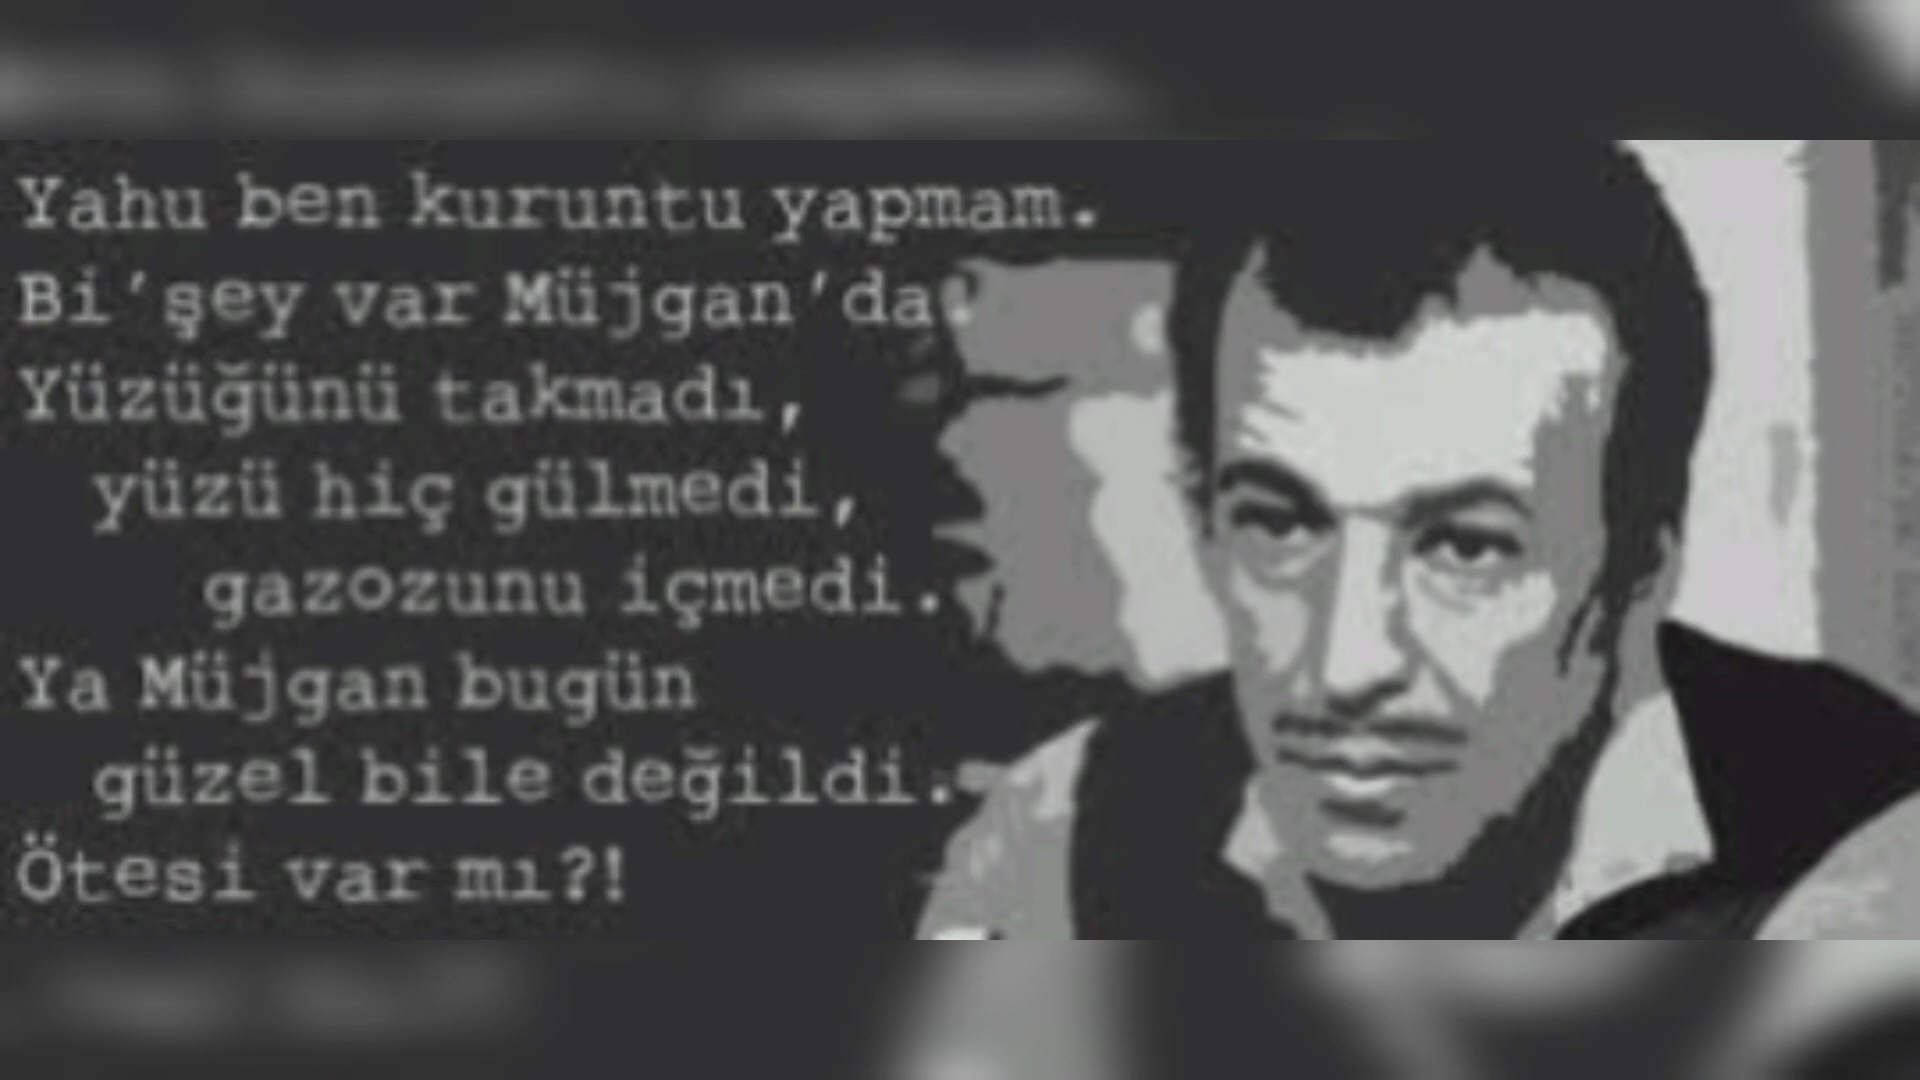 Yahu ben kuruntu yapmam.
Bi'şey var Müjgan'da.
Yüzüğünü takmadı,
yüzü hiç gülmedi,
gazozunu içmedi.
Ya Müjgan bugün
güzel bile değildi.
Ötesi var mı?!